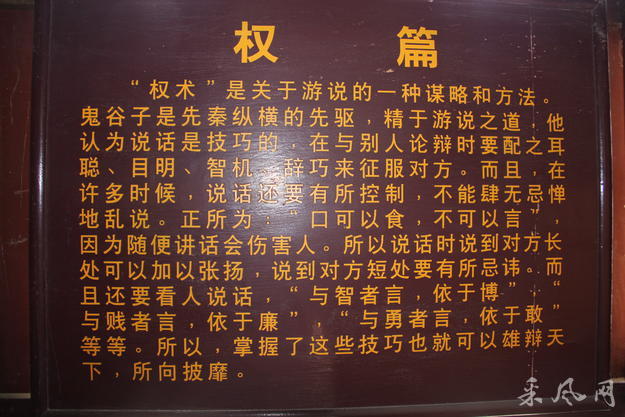 权 篇
“权术”是关于游说的一种谋略和方法。
鬼谷子是先秦纵横的先驱，精于游说之道，他
认为说话是技巧的，在与别人论辩时要配之耳
聪、目明、智机、辞巧来征服对方。而且，在
许多时候，说话还要有所控制，不能肆无忌惮
地乱说。正所为：“口可以食，不可以言”，
因为随便讲话会伤害人。所以说话时说到对方长
处可以加以张扬，说到对方短处要有所忌讳。而
且还要看人说话，“与智者言，依于博”，“
与贱者言，依于廉”，“与勇者言，依于敢”
等等。所以，掌握了这些技巧也就可以雄辩天
下，所向披靡。
采风网